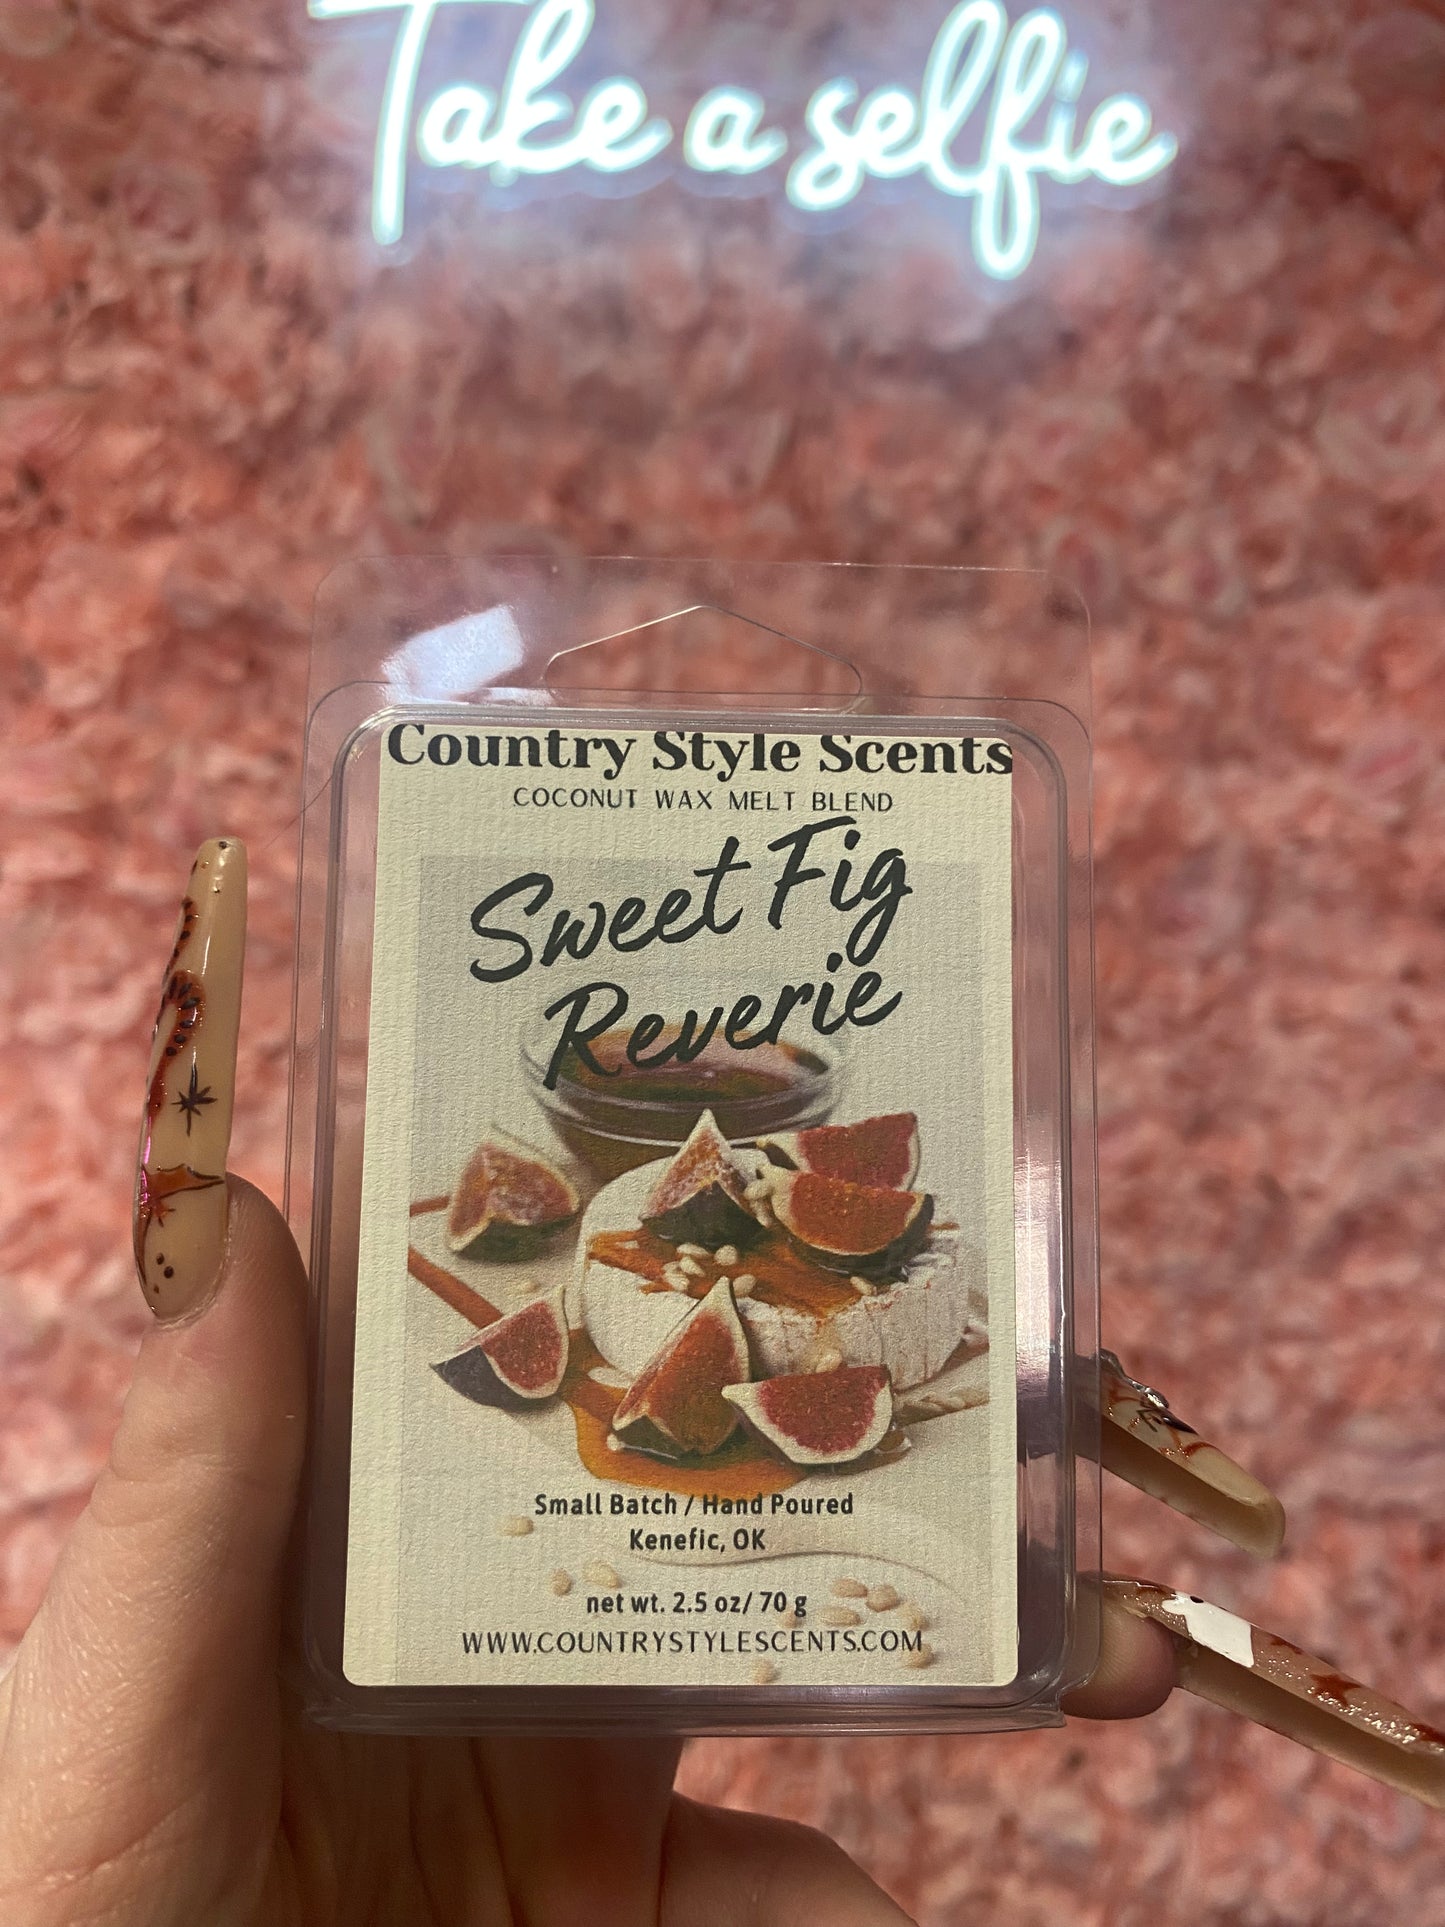 Take a selfie
Country Style Scents
COCONUT WAX MELT BLEND
Sweet Fig
Reverie
Small Batch / Hand Poured
Kenefic, OK
net wt. 2.5 oz/ 70 g
WWW.COUNTRYSTYLESCENTS.COM